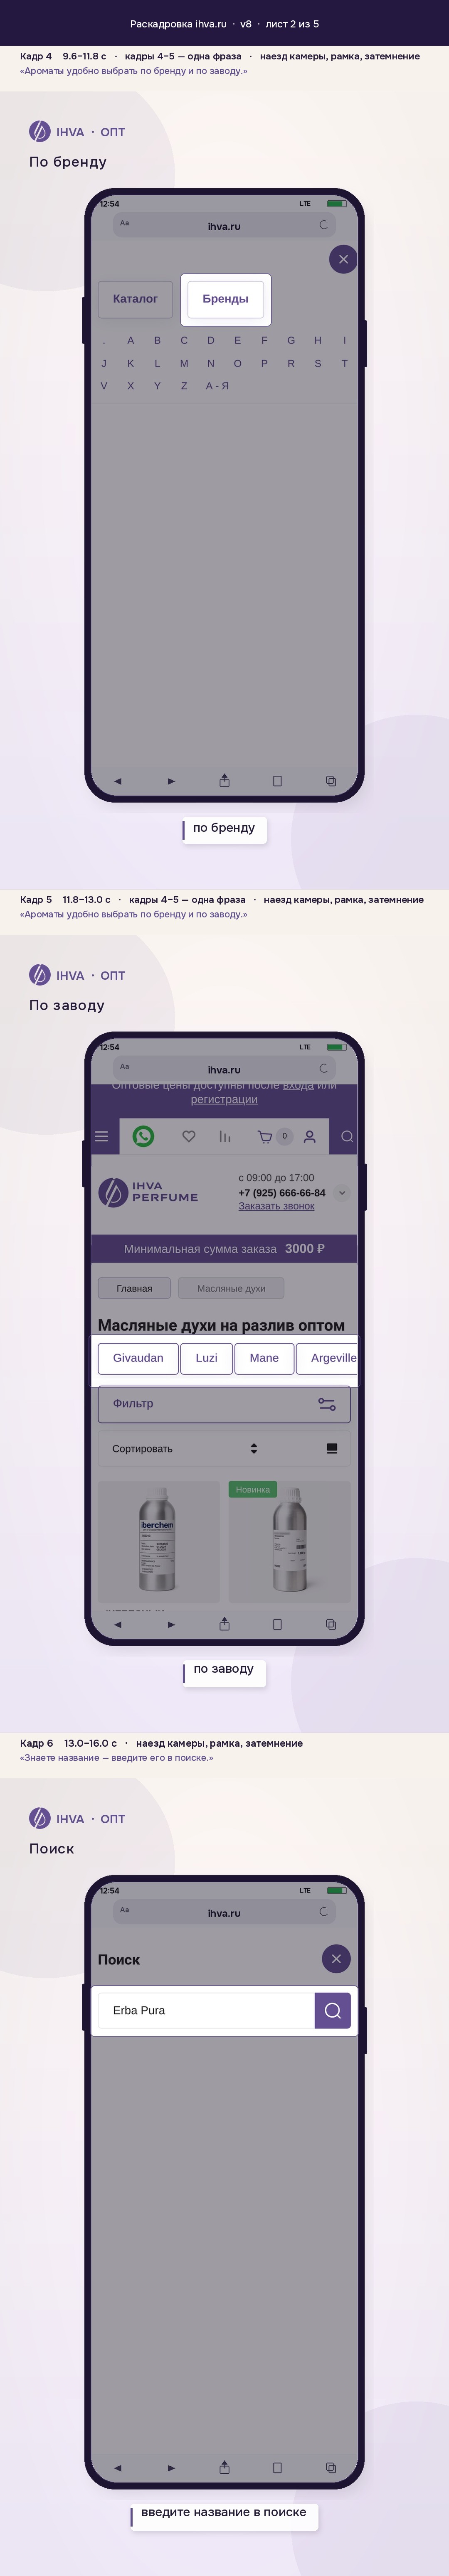 Раскадровка ihva.ru · v8 · лист 2 из 5
Кадр 4 9.6–11.8 с · кадры 4–5 — одна фраза · наезд камеры, рамка, затемнение
«Ароматы удобно выбрать по бренду и по заводу.»
IHVA · ОПТ
По бренду
12:54 LTE
Aa ihva.ru
Каталог Бренды
. A B C D E F G H I
J K L M N O P R S T
V X Y Z А - Я
по бренду
Кадр 5 11.8–13.0 с · кадры 4–5 — одна фраза · наезд камеры, рамка, затемнение
«Ароматы удобно выбрать по бренду и по заводу.»
IHVA · ОПТ
По заводу
12:54 LTE
Aa ihva.ru
Оптовые цены доступны после входа или
регистрации
0
IHVA
PERFUME
с 09:00 до 17:00
+7 (925) 666-66-84
Заказать звонок
Минимальная сумма заказа 3000 ₽
Главная Масляные духи
Масляные духи на разлив оптом
Givaudan Luzi Mane Argeville
Фильтр
Сортировать
Новинка
iberchem
по заводу
Кадр 6 13.0–16.0 с · наезд камеры, рамка, затемнение
«Знаете название — введите его в поиске.»
IHVA · ОПТ
Поиск
12:54 LTE
Aa ihva.ru
Поиск
Erba Pura
введите название в поиске